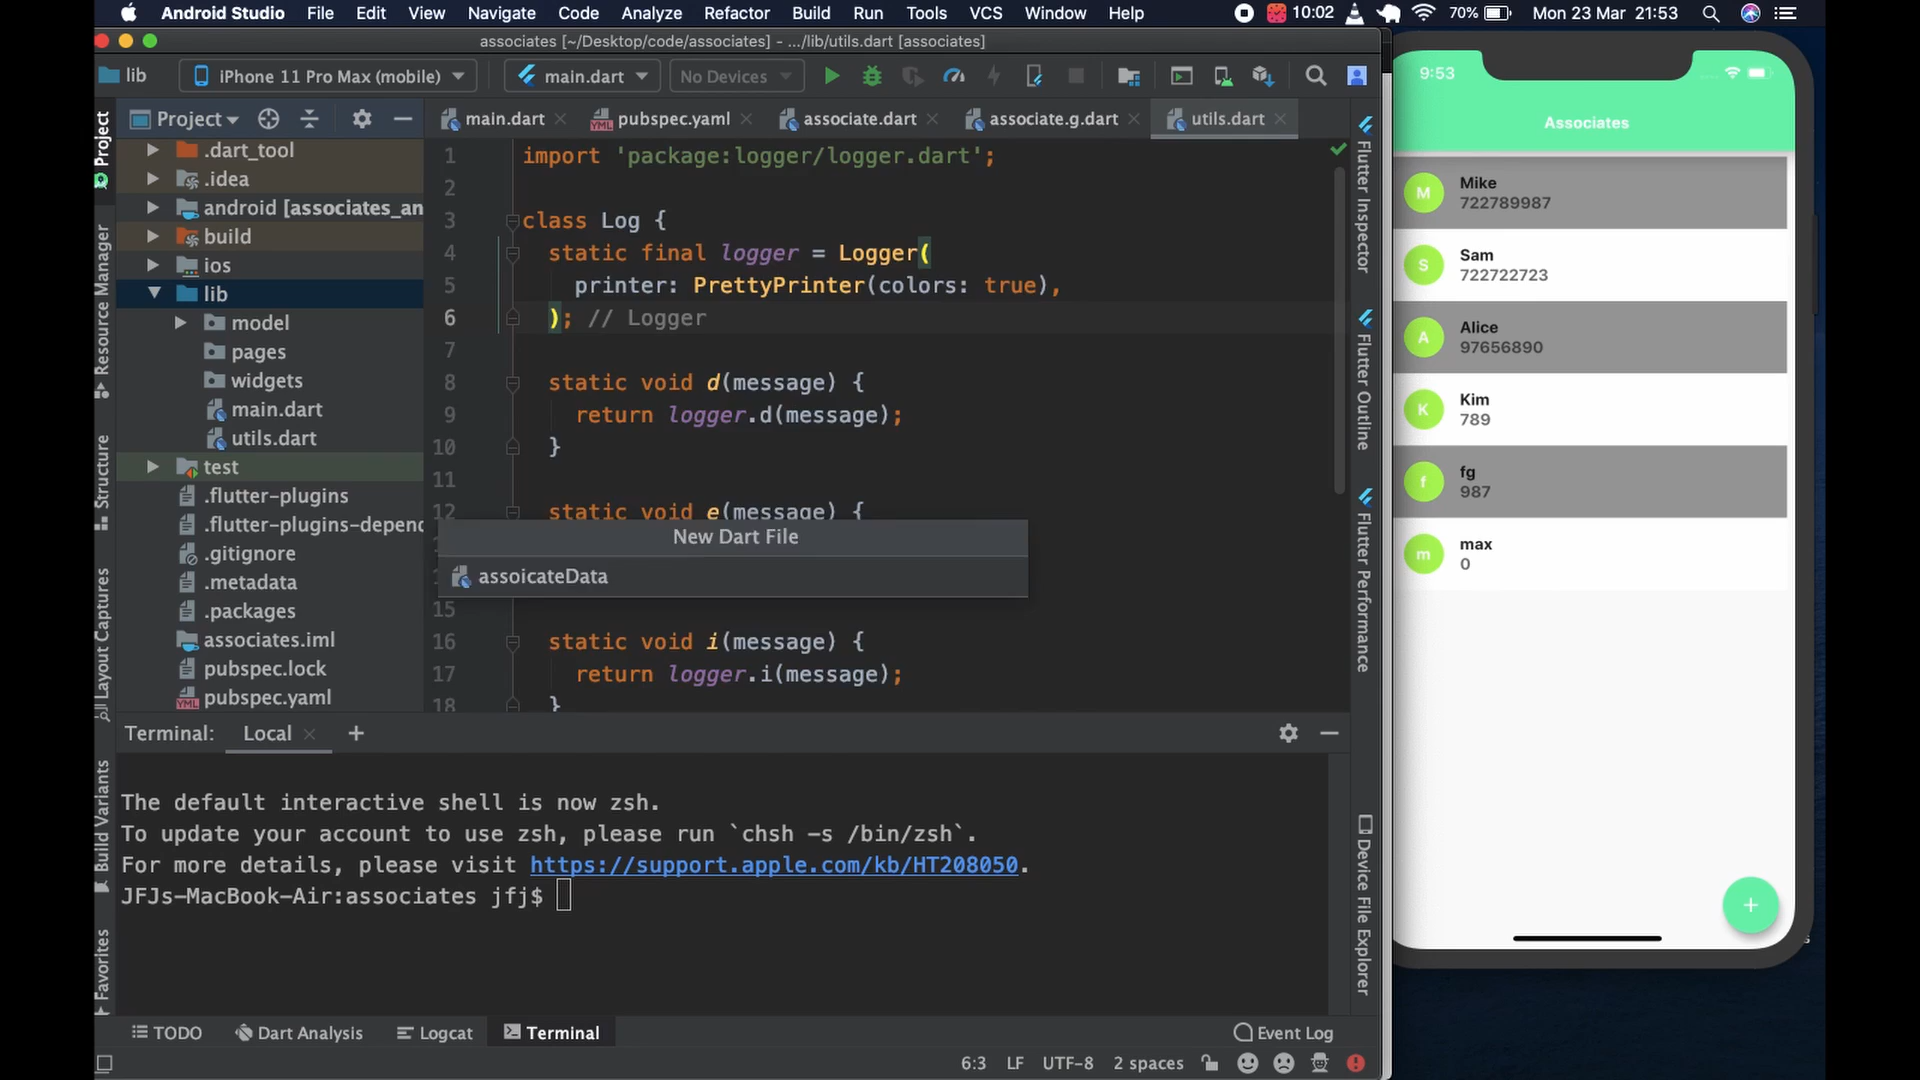 Android Studio File Edit View Navigate Code Analyze Refactor Build Run Tools VCS Window Help 10:02 70% Mon 23 Mar 21:53
associates [~/Desktop/code/associates] - .../lib/utils.dart [associates]
lib iPhone 11 Pro Max (mobile) main.dart No Devices
Project main.dart pubspec.yaml associate.dart associate.g.dart utils.dart
.dart_tool
.idea
android [associates_an
build
ios
lib
model
pages
widgets
main.dart
utils.dart
test
.flutter-plugins
.flutter-plugins-depend
.gitignore
.metadata
.packages
associates.iml
pubspec.lock
pubspec.yaml
1 import 'package:logger/logger.dart';
2
3 class Log {
4 static final logger = Logger(
5 printer: PrettyPrinter(colors: true),
6 ); // Logger
7
8 static void d(message) {
9 return logger.d(message);
10 }
11
12 static void e(message) {
New Dart File
assoicateData
15
16 static void i(message) {
17 return logger.i(message);
18 }
Project
Resource Manager
Structure
Layout Captures
Build Variants
Favorites
Flutter Inspector
Flutter Outline
Flutter Performance
Device File Explorer
Terminal: Local +
The default interactive shell is now zsh.
To update your account to use zsh, please run `chsh -s /bin/zsh`.
For more details, please visit https://support.apple.com/kb/HT208050.
JFJs-MacBook-Air:associates jfj$
TODO Dart Analysis Logcat Terminal Event Log
6:3 LF UTF-8 2 spaces
9:53
Associates
M Mike
722789987
S Sam
722722723
A Alice
97656890
K Kim
789
f fg
987
m max
0
+